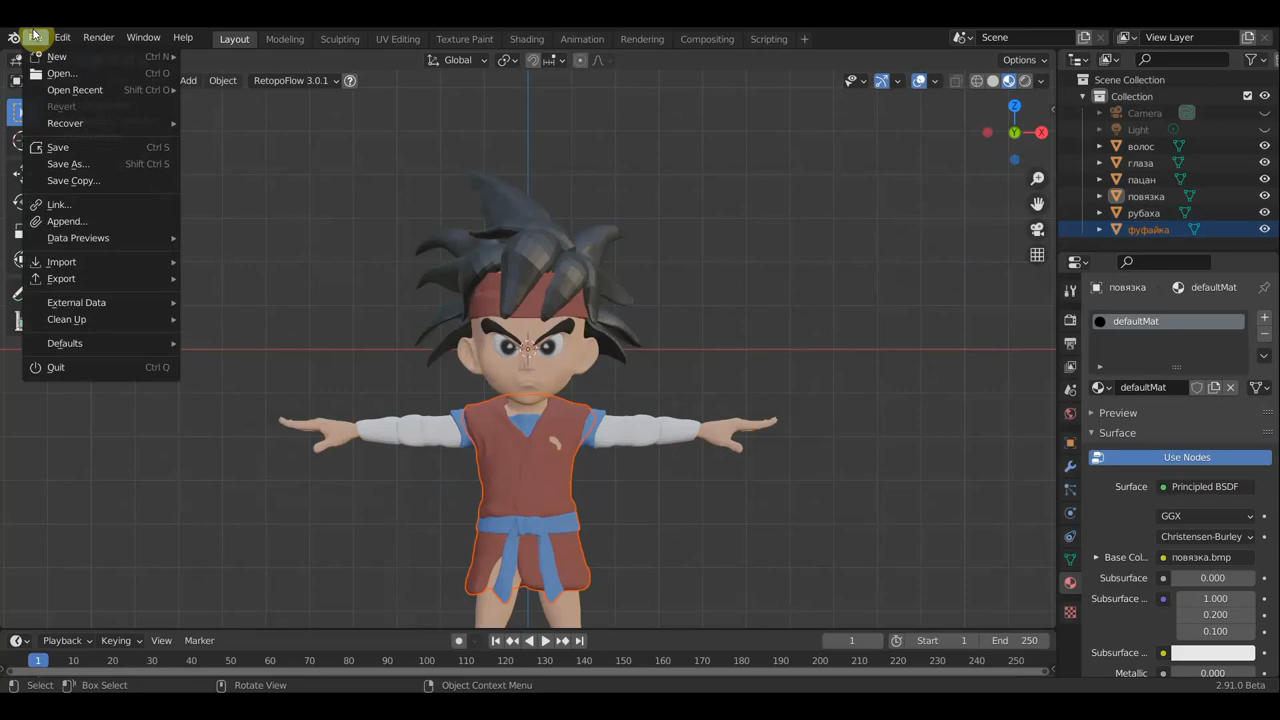 File Edit Render Window Help Layout Modeling Sculpting UV Editing Texture Paint Shading Animation Rendering Compositing Scripting + Scene View Layer
New Ctrl N
Open... Ctrl O
Open Recent Shift Ctrl O
Revert
Recover
Save Ctrl S
Save As... Shift Ctrl S
Save Copy...
Link...
Append...
Data Previews
Import
Export
External Data
Clean Up
Defaults
Quit Ctrl Q
Global
Options
Add Object RetopoFlow 3.0.1
Z
Y
X
Scene Collection
Collection
Camera
Light
волос
глаза
пацан
повязка
рубаха
фуфайка
повязка defaultMat
defaultMat
defaultMat
Preview
Surface
Use Nodes
Surface Principled BSDF
GGX
Christensen-Burley
Base Col... повязка.bmp
Subsurface 0.000
Subsurface ... 1.000
0.200
0.100
Subsurface ...
Metallic 0.000
Playback Keying View Marker 1 Start 1 End 250
1 10 20 30 40 50 60 70 80 90 100 110 120 130 140 150 160 170 180 190 200 210 220 230 240 250
Select Box Select Rotate View Object Context Menu 2.91.0 Beta